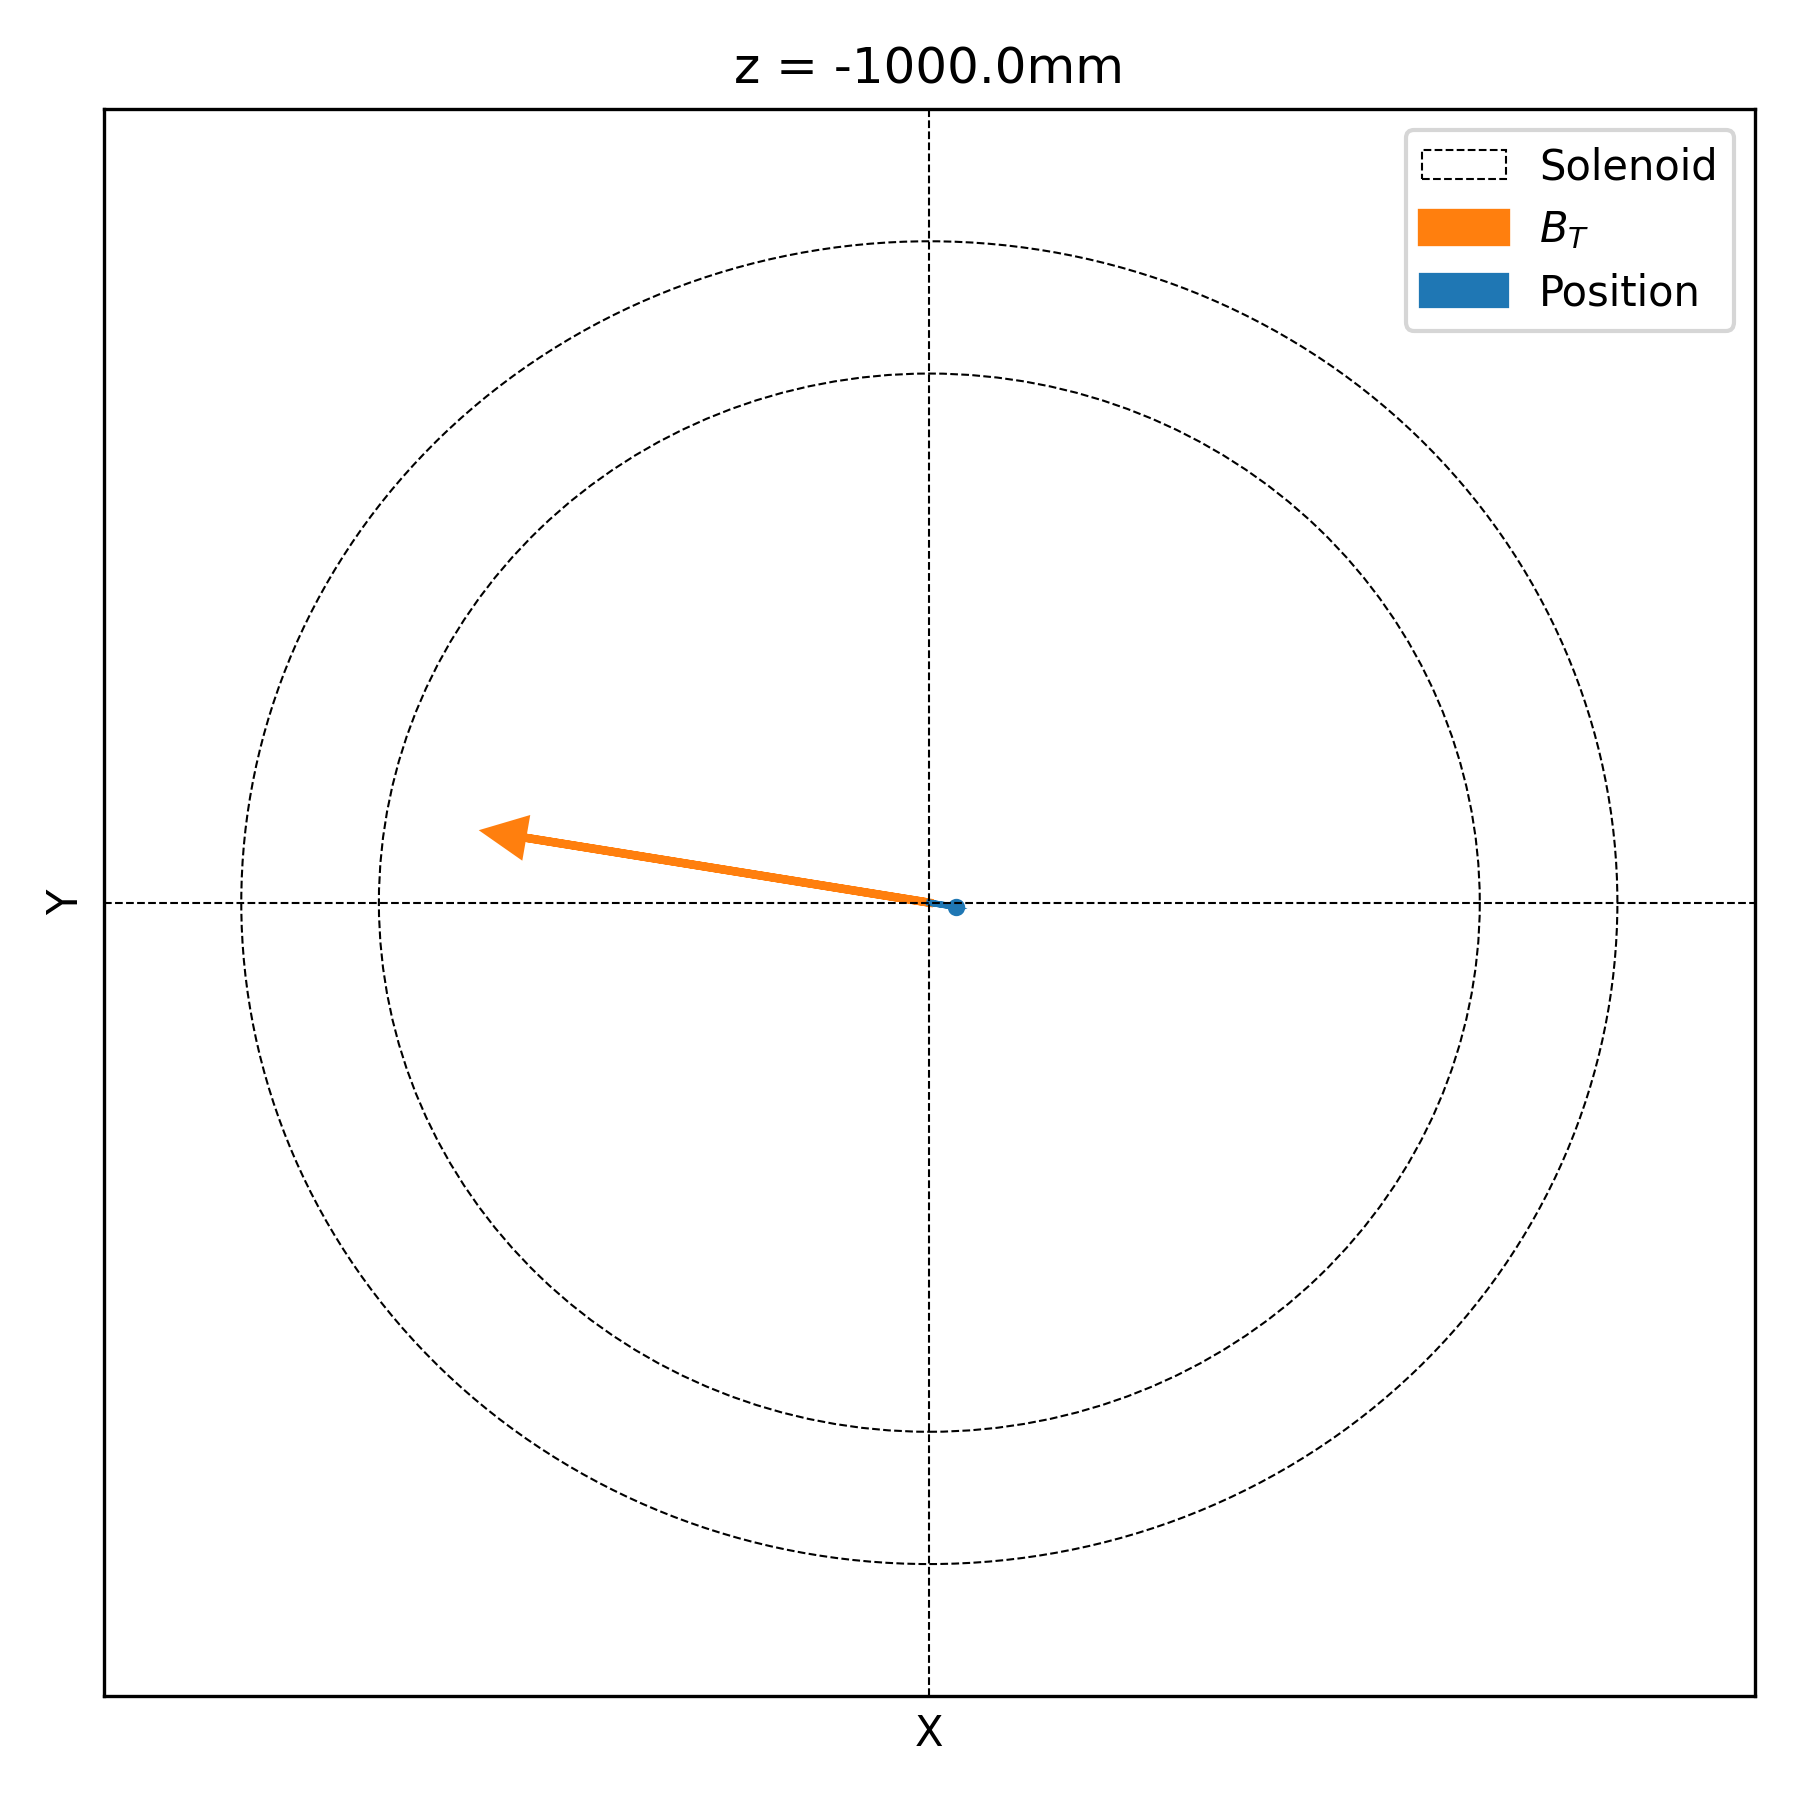 z = -1000.0mm
Solenoid
B_T
Position
Y
X